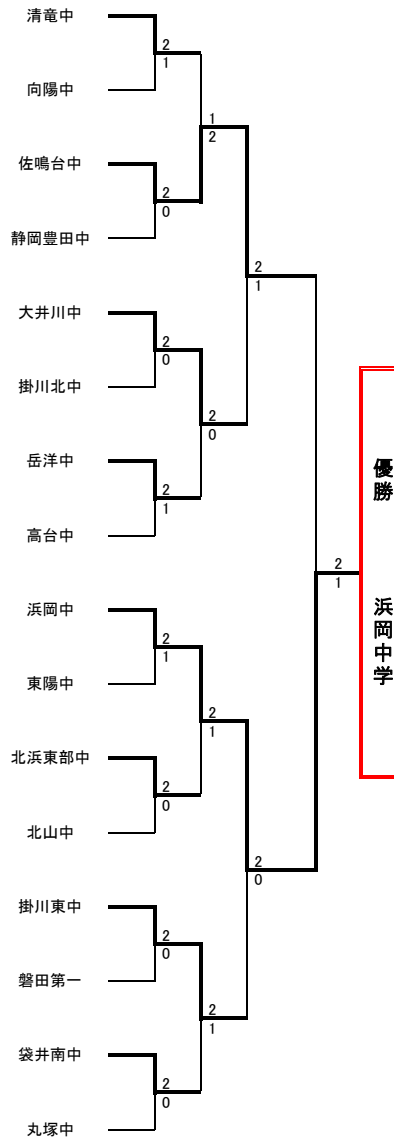 清竜中
2
1
向陽中
1
2
佐鳴台中
2
0
静岡豊田中
2
1
大井川中
2
0
掛川北中
2
0
岳洋中
2
1
高台中
優勝
浜岡中学
2
1
浜岡中
2
1
東陽中
2
1
北浜東部中
2
0
北山中
2
0
掛川東中
2
0
磐田第一
2
1
袋井南中
2
0
丸塚中